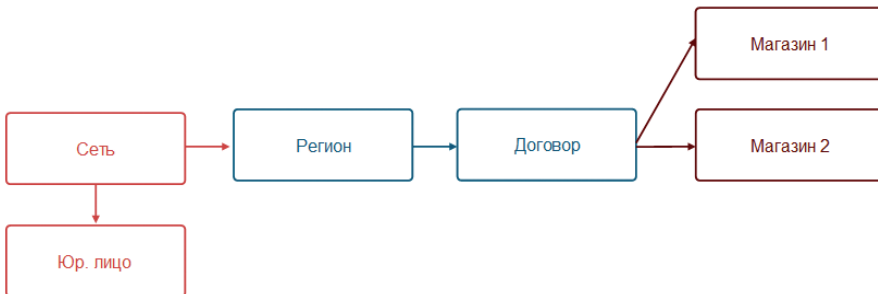 Магазин 1
Сеть
Регион
Договор
Магазин 2
Юр. лицо